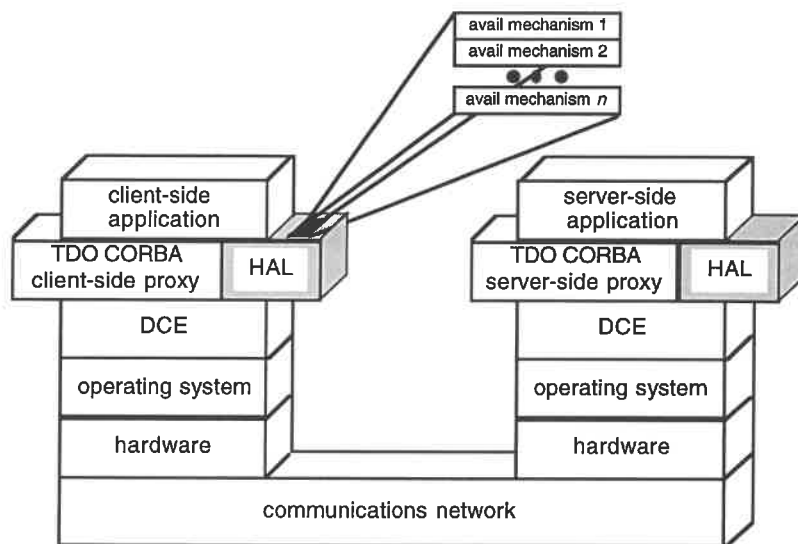 avail mechanism 1
avail mechanism 2
avail mechanism n
client-side
application
TDO CORBA
client-side proxy
HAL
DCE
operating system
hardware
server-side
application
TDO CORBA
server-side proxy
HAL
DCE
operating system
hardware
communications network